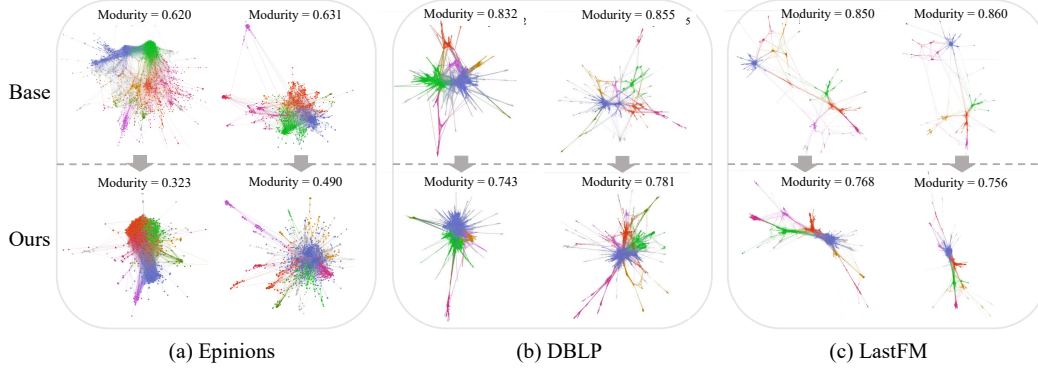 Modurity = 0.620
Modurity = 0.631
Modurity = 0.832
Modurity = 0.855
Modurity = 0.850
Modurity = 0.860
Base
Modurity = 0.323
Modurity = 0.490
Modurity = 0.743
Modurity = 0.781
Modurity = 0.768
Modurity = 0.756
Ours
(a) Epinions
(b) DBLP
(c) LastFM